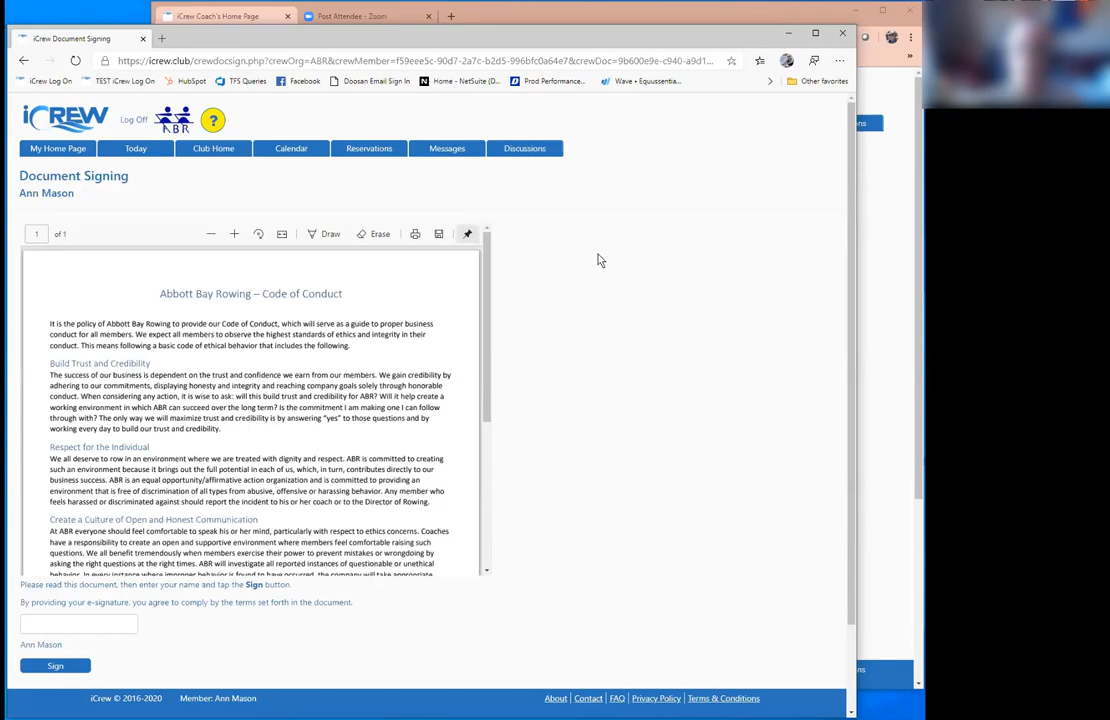 iCrew Coach's Home Page
Post Attendee - Zoom
iCrew Document Signing
https://icrew.club/crewdocsign.php?crewOrg=ABR&crewMember=f59eee5c-90d7-2a7c-b2d5-996bfc0a64e7&crewDoc=9b600e9e-c940-a9d1...
iCrew Log On
TEST iCrew Log On
HubSpot
TFS Queries
Facebook
Doosan Email Sign In
Home - NetSuite (D...
Prod Performance...
Wave • Equussentia...
Other favorites
iCREW
Log Off
ABR
?
My Home Page
Today
Club Home
Calendar
Reservations
Messages
Discussions
Document Signing
Ann Mason
1 of 1
Draw
Erase
Abbott Bay Rowing – Code of Conduct
It is the policy of Abbott Bay Rowing to provide our Code of Conduct, which will serve as a guide to proper business
conduct for all members. We expect all members to observe the highest standards of ethics and integrity in their
conduct. This means following a basic code of ethical behavior that includes the following.
Build Trust and Credibility
The success of our business is dependent on the trust and confidence we earn from our members. We gain credibility by
adhering to our commitments, displaying honesty and integrity and reaching company goals solely through honorable
conduct. When considering any action, it is wise to ask: will this build trust and credibility for ABR? Will it help create a
working environment in which ABR can succeed over the long term? Is the commitment I am making one I can follow
through with? The only way we will maximize trust and credibility is by answering “yes” to those questions and by
working every day to build our trust and credibility.
Respect for the Individual
We all deserve to row in an environment where we are treated with dignity and respect. ABR is committed to creating
such an environment because it brings out the full potential in each of us, which, in turn, contributes directly to our
business success. ABR is an equal opportunity/affirmative action organization and is committed to providing an
environment that is free of discrimination of all types from abusive, offensive or harassing behavior. Any member who
feels harassed or discriminated against should report the incident to his or her coach or to the Director of Rowing.
Create a Culture of Open and Honest Communication
At ABR everyone should feel comfortable to speak his or her mind, particularly with respect to ethics concerns. Coaches
have a responsibility to create an open and supportive environment where members feel comfortable raising such
questions. We all benefit tremendously when members exercise their power to prevent mistakes or wrongdoing by
asking the right questions at the right times. ABR will investigate all reported instances of questionable or unethical
behavior. In every instance where improper behavior is found to have occurred, the company will take appropriate
Please read this document, then enter your name and tap the Sign button.
By providing your e-signature, you agree to comply by the terms set forth in the document.
Ann Mason
Sign
iCrew © 2016-2020
Member: Ann Mason
About | Contact | FAQ | Privacy Policy | Terms & Conditions
ons
ons